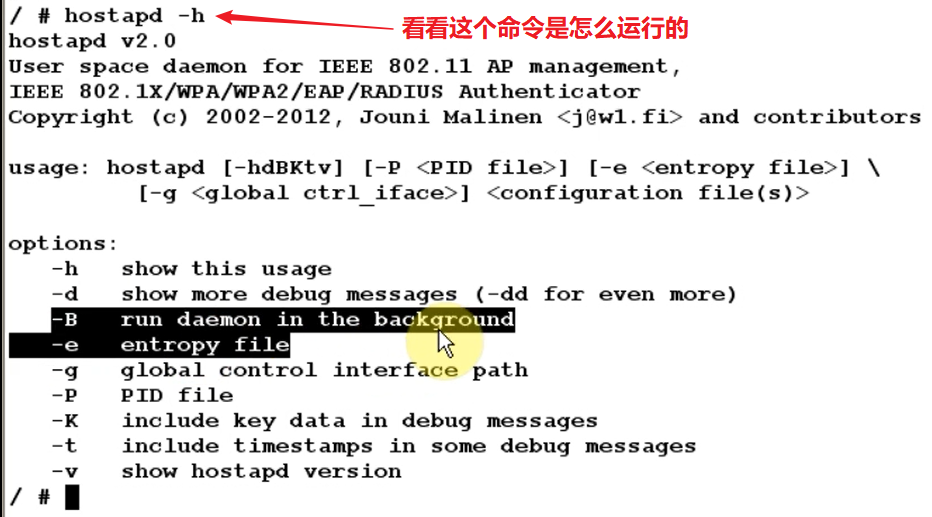 / # hostapd -h
看看这个命令是怎么运行的
hostapd v2.0
User space daemon for IEEE 802.11 AP management,
IEEE 802.1X/WPA/WPA2/EAP/RADIUS Authenticator
Copyright (c) 2002-2012, Jouni Malinen <j@w1.fi> and contributors
usage: hostapd [-hdBKtv] [-P <PID file>] [-e <entropy file>] \
[-g <global ctrl_iface>] <configuration file(s)>
options:
-h show this usage
-d show more debug messages (-dd for even more)
-B run daemon in the background
-e entropy file
-g global control interface path
-P PID file
-K include key data in debug messages
-t include timestamps in some debug messages
-v show hostapd version
/ #